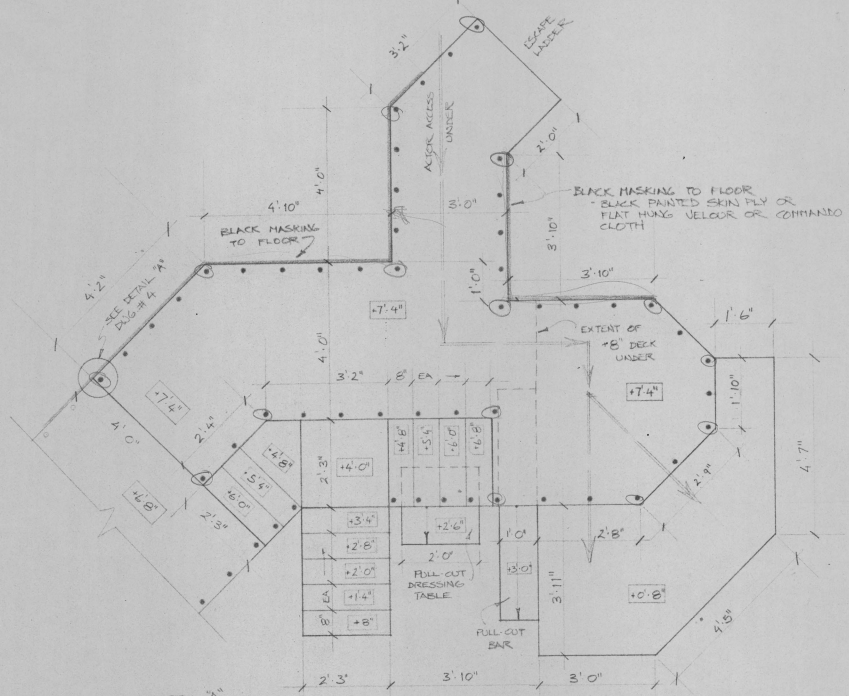 3'-2"
ESCAPE
LADDER
ACTOR ACCESS
UNDER
2'-0"
4'-0"
4'-10"
3'-0"
BLACK MASKING TO FLOOR
- BLACK PAINTED SKIN PLY OR
FLAT HUNG VELOUR OR COMMANDO
CLOTH
BLACK MASKING
TO FLOOR
3'-10"
4'-2"
SEE DETAIL "A"
DWG # 4
1'-0"
3'-10"
+7'-4"
1'-6"
EXTENT OF
+8" DECK
UNDER
4'-0"
3'-2"
8" EA
+7'-4"
+7'-4"
1'-10"
4'-0"
2'-4"
4'-7"
+4'-8"
+5'-4"
+6'-0"
+6'-8"
+4'-8"
+5'-4"
+6'-0"
2'-3"
+4'-0"
2'-9"
+6'-8"
2'-3"
+3'-4"
+2'-6"
1'-0"
2'-8"
+2'-8"
2'-0"
+2'-0"
PULL-OUT
DRESSING
TABLE
+3'-0"
3'-11"
+0'-8"
EA
+1'-4"
8"
+8"
4'-5"
PULL-OUT
BAR
2'-3"
3'-10"
3'-0"